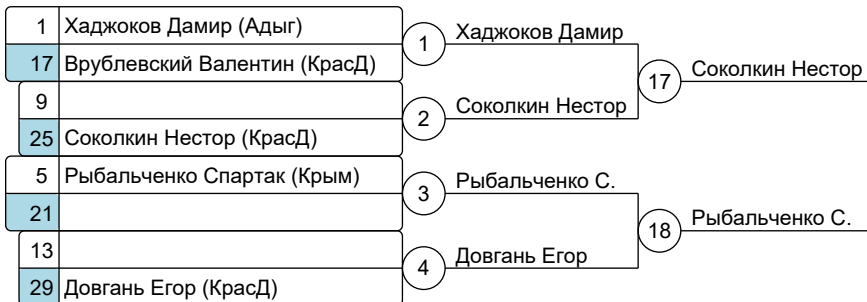 1 Хаджоков Дамир (Адыг)
17 Врублевский Валентин (КрасД)
9
25 Соколкин Нестор (КрасД)
5 Рыбальченко Спартак (Крым)
21
13
29 Довгань Егор (КрасД)
1 Хаджоков Дамир
2 Соколкин Нестор
3 Рыбальченко С.
4 Довгань Егор
17 Соколкин Нестор
18 Рыбальченко С.